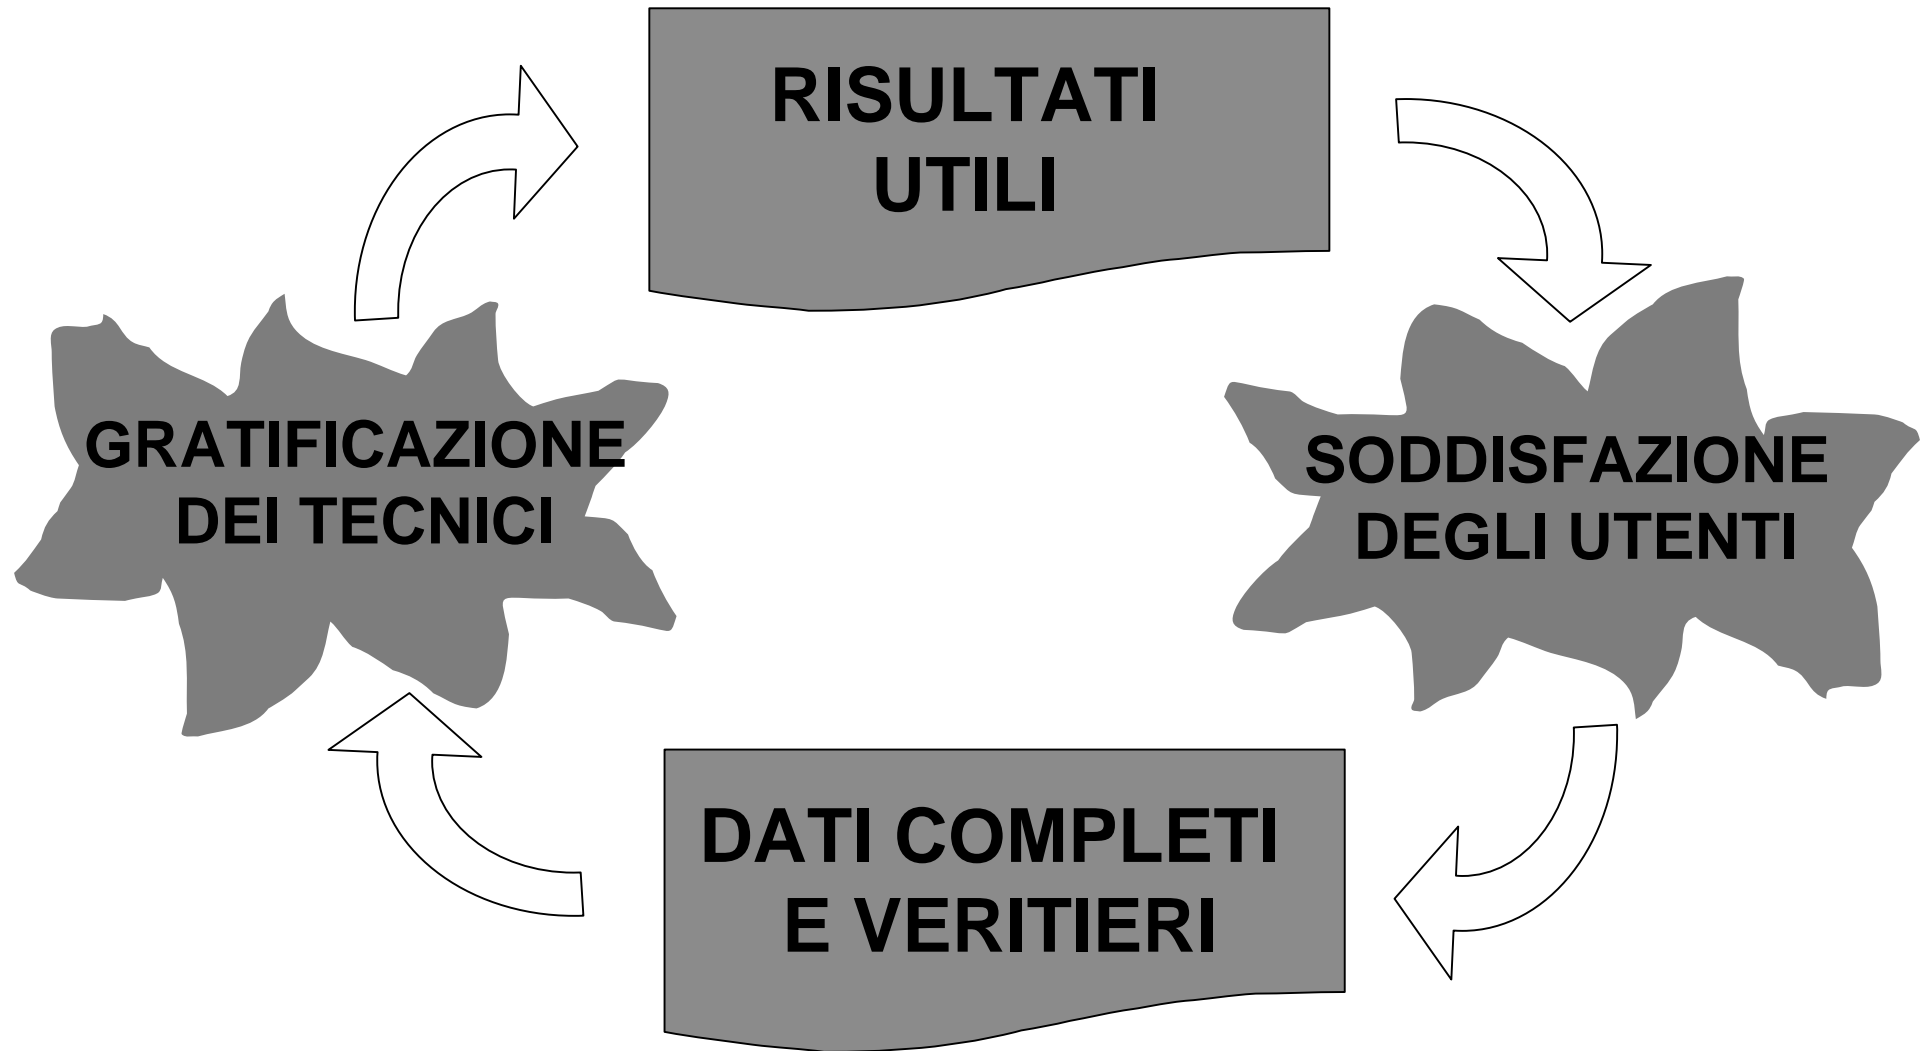 RISULTATI
UTILI
GRATIFICAZIONE
DEI TECNICI
SODDISFAZIONE
DEGLI UTENTI
DATI COMPLETI
E VERITIERI